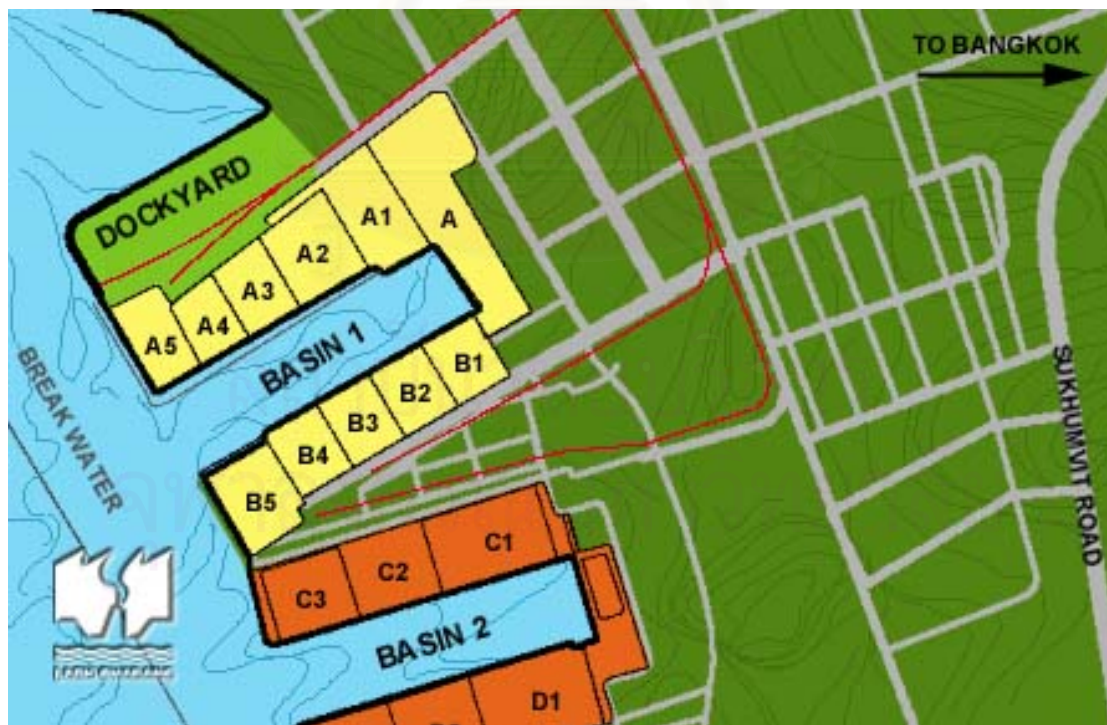 TO BANGKOK
DOCKYARD
A
A1
A2
A3
A4
A5
BASIN 1
B1
B2
B3
B4
B5
BREAK WATER
SUKHUMVIT ROAD
C1
C2
C3
BASIN 2
D1